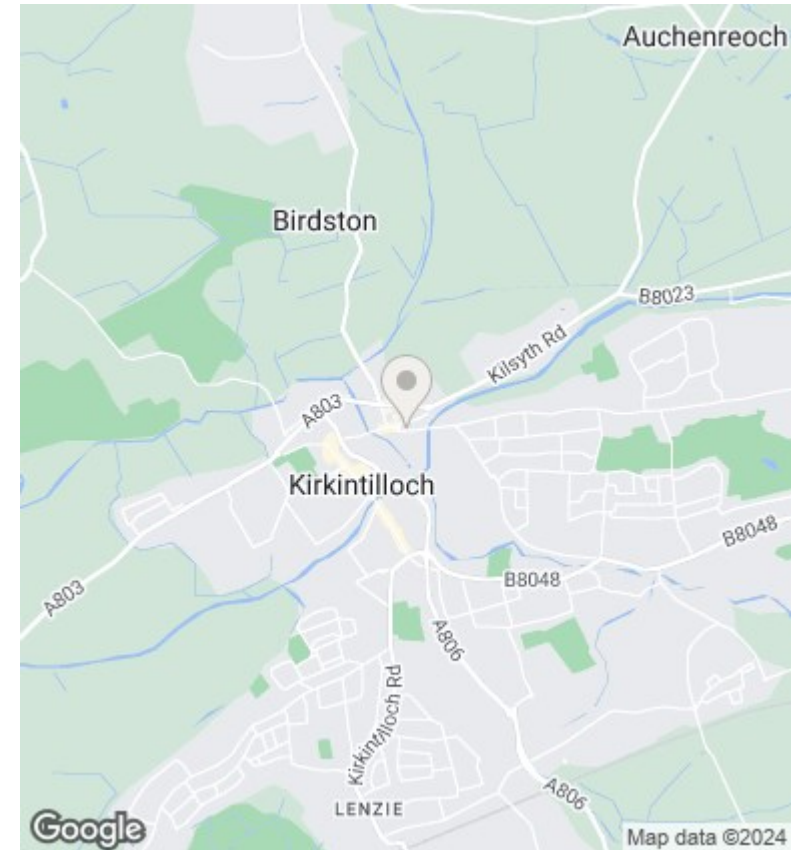 Auchenreoch
Birdston
B8023
Kilsyth Rd
A803
Kirkintilloch
B8048
B8048
A803
A806
Kirkintilloch Rd
LENZIE
A806
Google
Map data ©2024